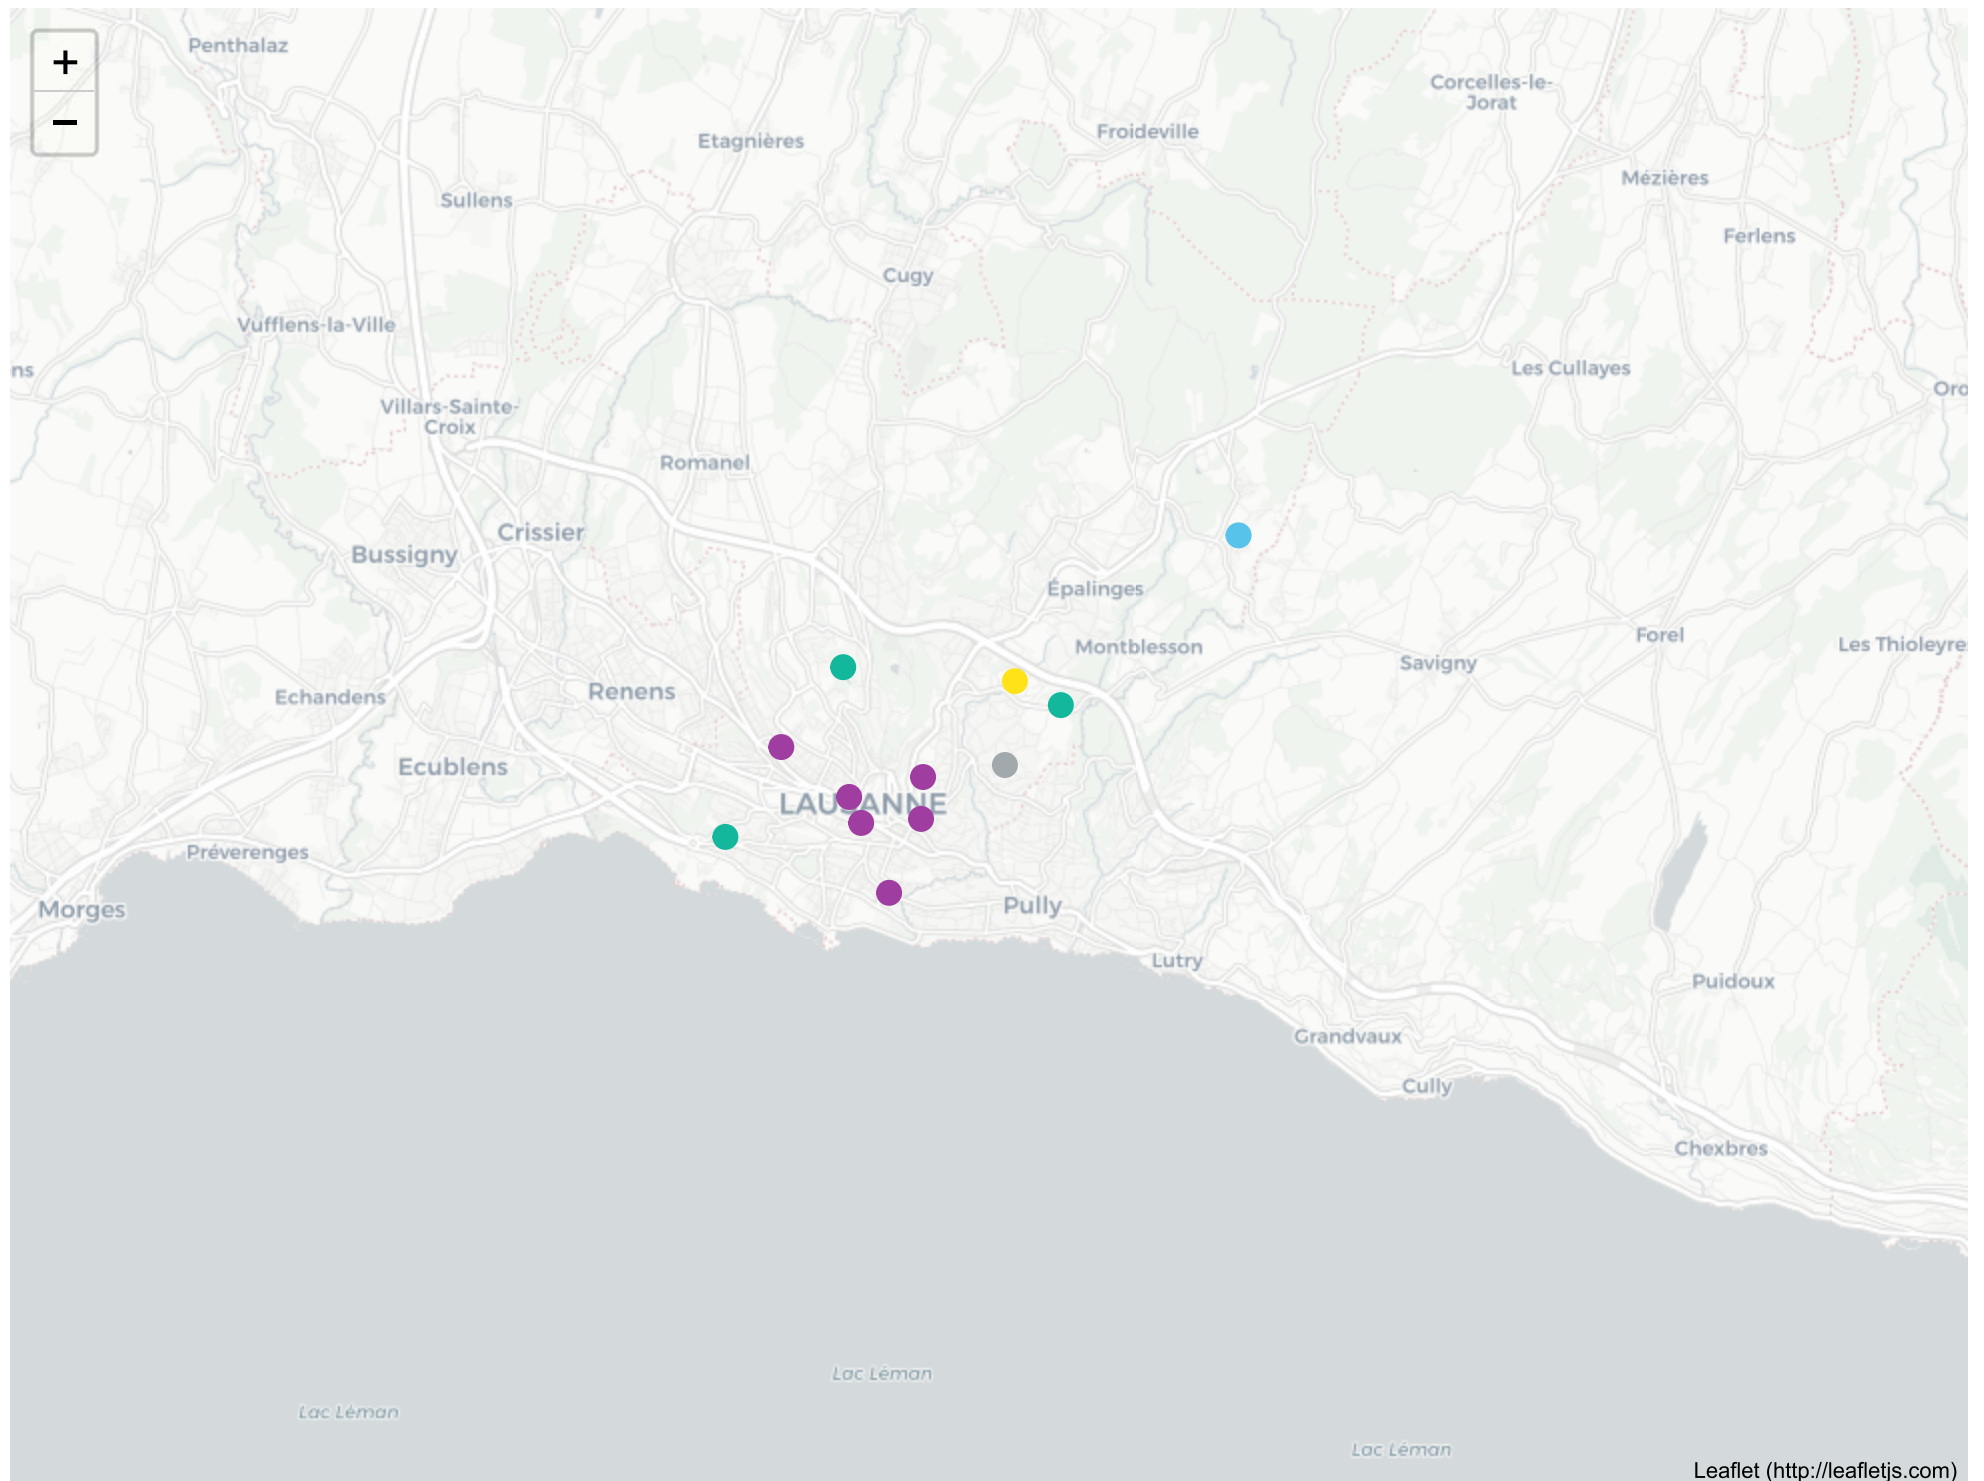 +
Penthalaz
Corcelles-le-
Jorat
−
Froideville
Etagnières
Mézières
Sullens
Ferlens
Cugy
Vufflens-la-Ville
ns
Les Cullayes
Oro
Villars-Sainte-
Croix
Romanel
Crissier
Bussigny
Épalinges
Forel
Montblesson
Les Thioleyre
Savigny
Renens
Echandens
Ecublens
LAUSANNE
Préverenges
Pully
Morges
Lutry
Puidoux
Grandvaux
Cully
Chexbres
Lac Léman
Lac Léman
Lac Léman
Leaflet (http://leafletjs.com)